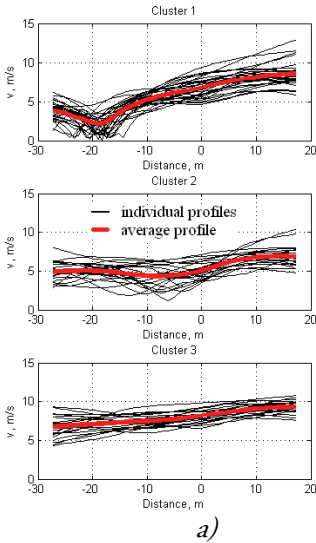 Cluster 1
15
10
5
0
-30 -20 -10 0 10 20
v, m/s
Distance, m
Cluster 2
15
10
5
0
-30 -20 -10 0 10 20
v, m/s
individual profiles
average profile
Distance, m
Cluster 3
15
10
5
0
-30 -20 -10 0 10 20
v, m/s
Distance, m
a)